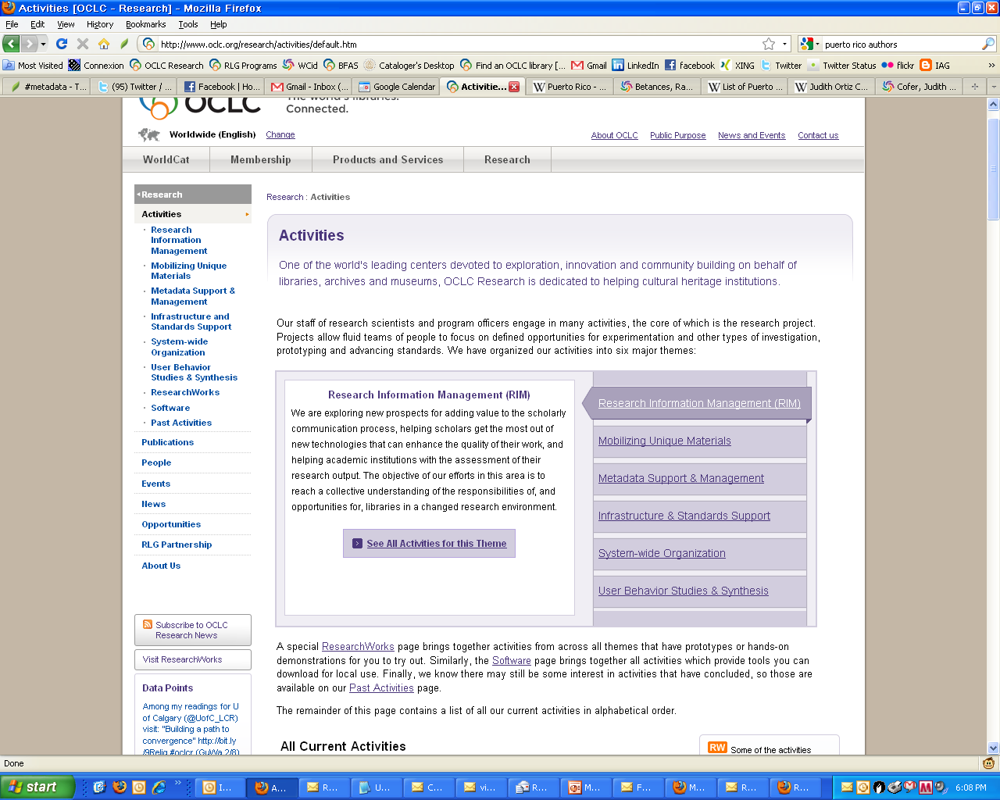 Activities [OCLC - Research] - Mozilla Firefox
File Edit View History Bookmarks Tools Help
http://www.oclc.org/research/activities/default.htm
puerto rico authors
Most Visited Connexion OCLC Research RLG Programs WCid BFAS Cataloger's Desktop Find an OCLC library [... Gmail LinkedIn facebook XING Twitter Twitter Status flickr IAG »
#metadata - T... (95) Twitter / ... Facebook | Ho... Gmail - Inbox (... Google Calendar Activitie... Puerto Rico - ... Betances, Ra... List of Puerto ... Judith Ortiz C... Cofer, Judith ...
OCLC
Connected.
Worldwide (English) Change
About OCLC Public Purpose News and Events Contact us
WorldCat Membership Products and Services Research
Research
Activities
Research
Information
Management
Mobilizing Unique
Materials
Metadata Support &
Management
Infrastructure and
Standards Support
System-wide
Organization
User Behavior
Studies & Synthesis
ResearchWorks
Software
Past Activities
Publications
People
Events
News
Opportunities
RLG Partnership
About Us
Subscribe to OCLC
Research News
Visit ResearchWorks
Data Points
Among my readings for U
of Calgary (@UofC_LCR)
visit: "Building a path to
convergence" http://bit.ly
/9Relig #oclcr (GuWa 2/8)
Research : Activities
Activities
One of the world's leading centers devoted to exploration, innovation and community building on behalf of
libraries, archives and museums, OCLC Research is dedicated to helping cultural heritage institutions.
Our staff of research scientists and program officers engage in many activities, the core of which is the research project.
Projects allow fluid teams of people to focus on defined opportunities for experimentation and other types of investigation,
prototyping and advancing standards. We have organized our activities into six major themes:
Research Information Management (RIM)
We are exploring new prospects for adding value to the scholarly
communication process, helping scholars get the most out of
new technologies that can enhance the quality of their work, and
helping academic institutions with the assessment of their
research output. The objective of our efforts in this area is to
reach a collective understanding of the responsibilities of, and
opportunities for, libraries in a changed research environment.
See All Activities for this Theme
Research Information Management (RIM)
Mobilizing Unique Materials
Metadata Support & Management
Infrastructure & Standards Support
System-wide Organization
User Behavior Studies & Synthesis
A special ResearchWorks page brings together activities from across all themes that have prototypes or hands-on
demonstrations for you to try out. Similarly, the Software page brings together all activities which provide tools you can
download for local use. Finally, we know there may still be some interest in activities that have concluded, so those are
available on our Past Activities page.
The remainder of this page contains a list of all our current activities in alphabetical order.
All Current Activities
RW Some of the activities
Done
start » I... A... R... U... C... vi... R... M... F... M... R... R... 6:08 PM